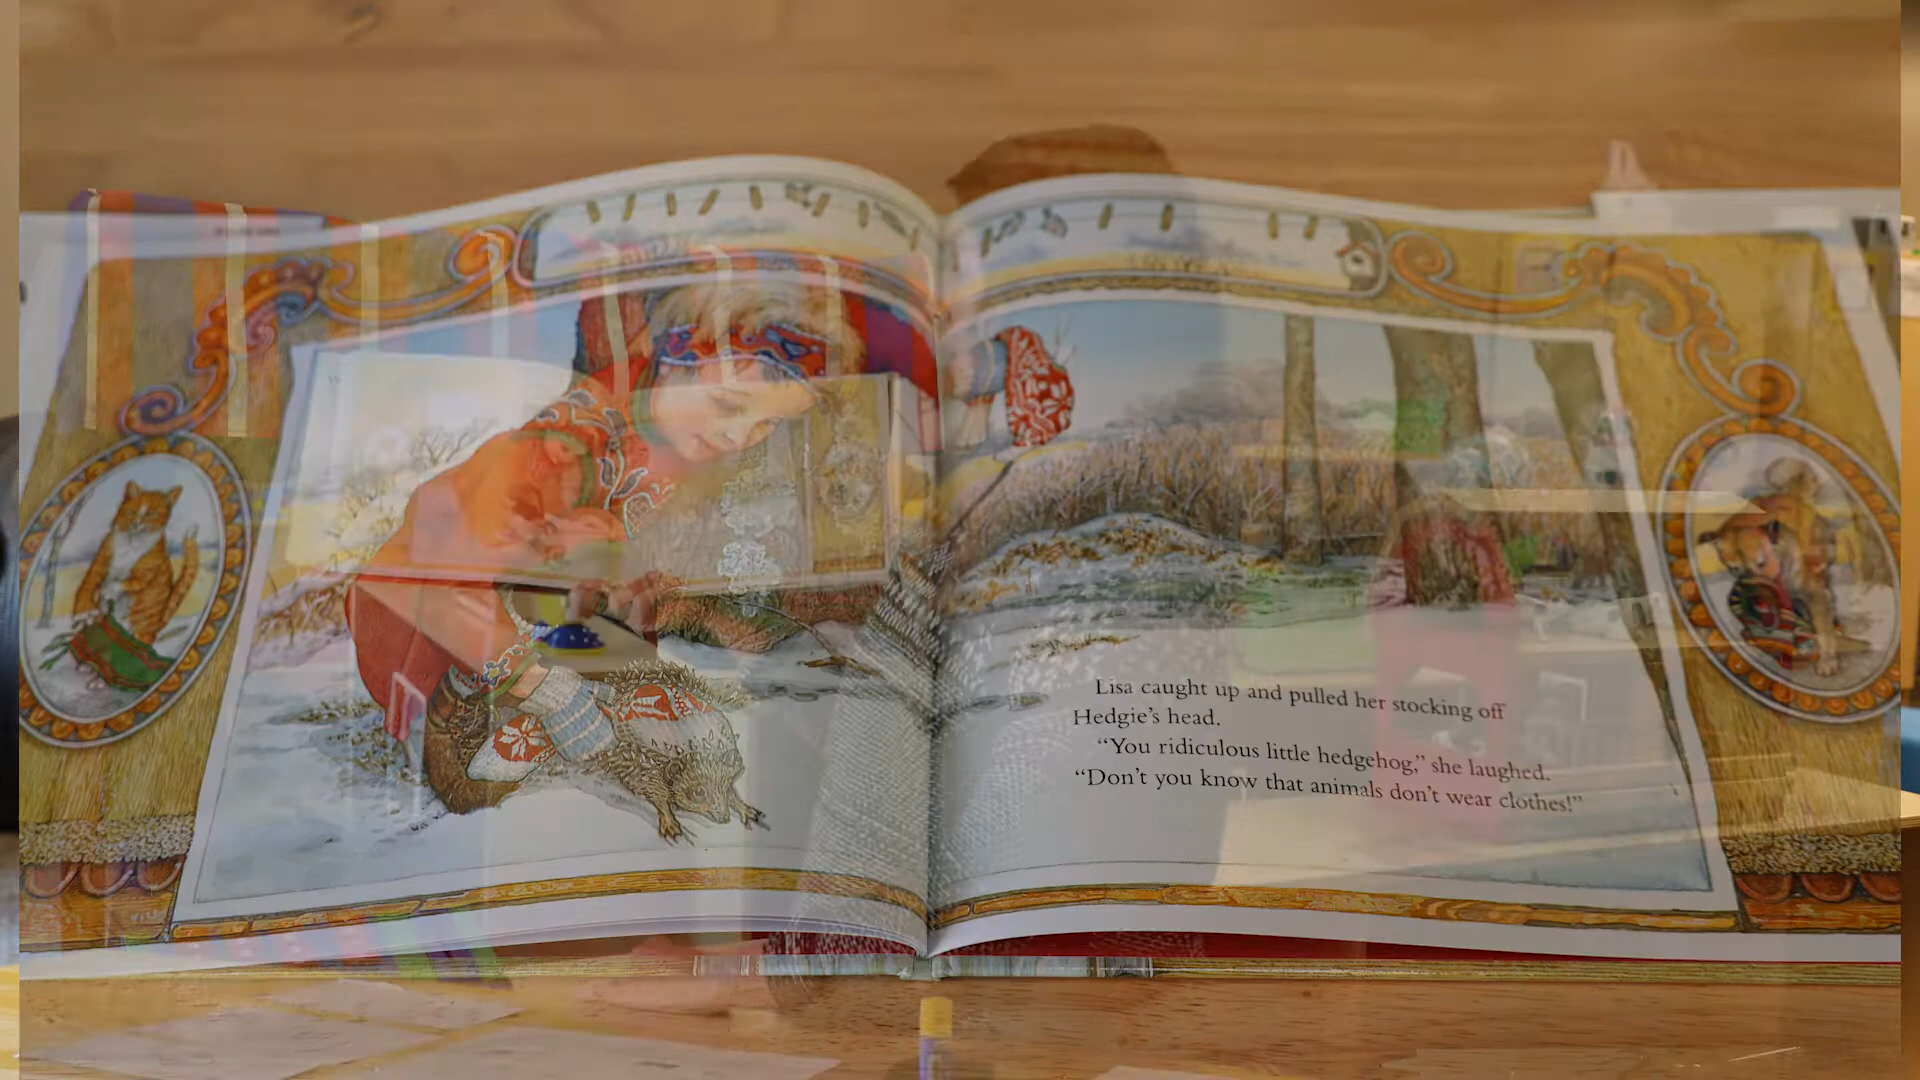 Lisa caught up and pulled her stocking off
Hedgie's head.
“You ridiculous little hedgehog,” she laughed.
“Don't you know that animals don't wear clothes!”